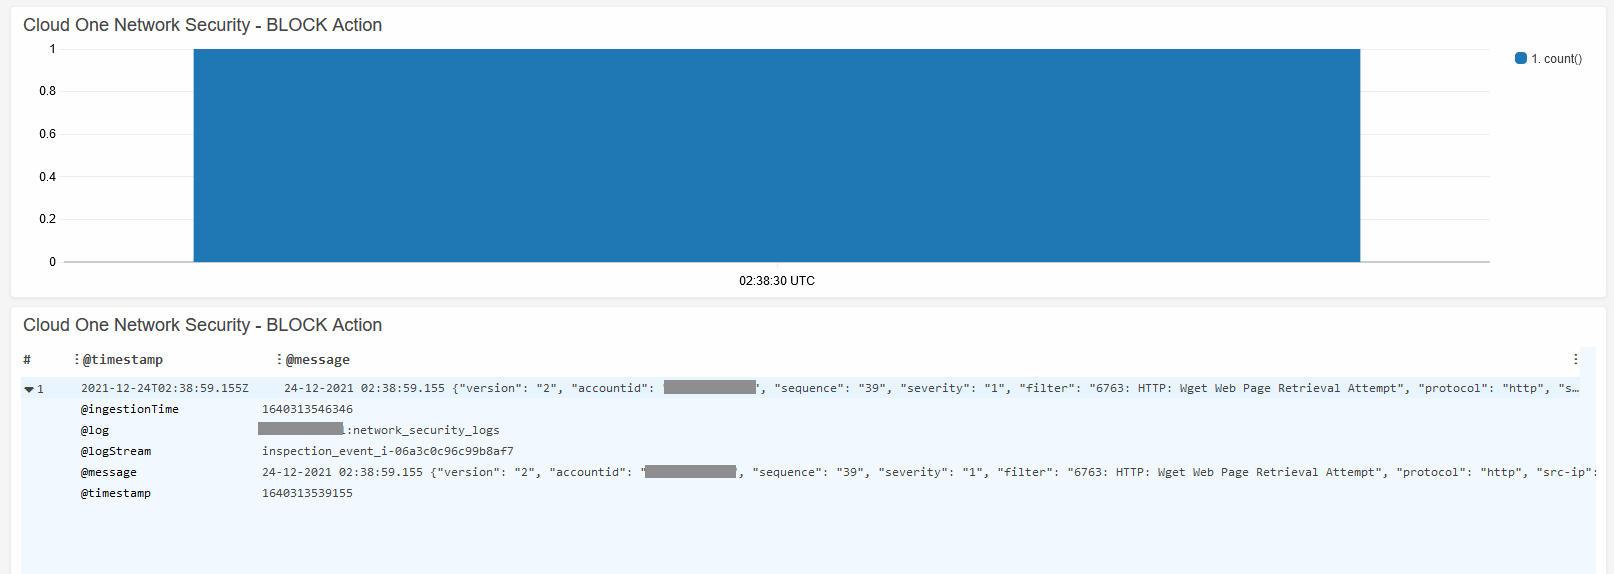 Cloud One Network Security - BLOCK Action
1
0.8
0.6
0.4
0.2
0
02:38:30 UTC
1. count()
Cloud One Network Security - BLOCK Action
# @timestamp @message
1 2021-12-24T02:38:59.155Z 24-12-2021 02:38:59.155 {"version": "2", "accountid": "", "sequence": "39", "severity": "1", "filter": "6763: HTTP: Wget Web Page Retrieval Attempt", "protocol": "http", "s...
@ingestionTime 1640313546346
@log :network_security_logs
@logStream inspection_event_i-06a3c0c96c99b8af7
@message 24-12-2021 02:38:59.155 {"version": "2", "accountid": "", "sequence": "39", "severity": "1", "filter": "6763: HTTP: Wget Web Page Retrieval Attempt", "protocol": "http", "src-ip":
@timestamp 1640313539155